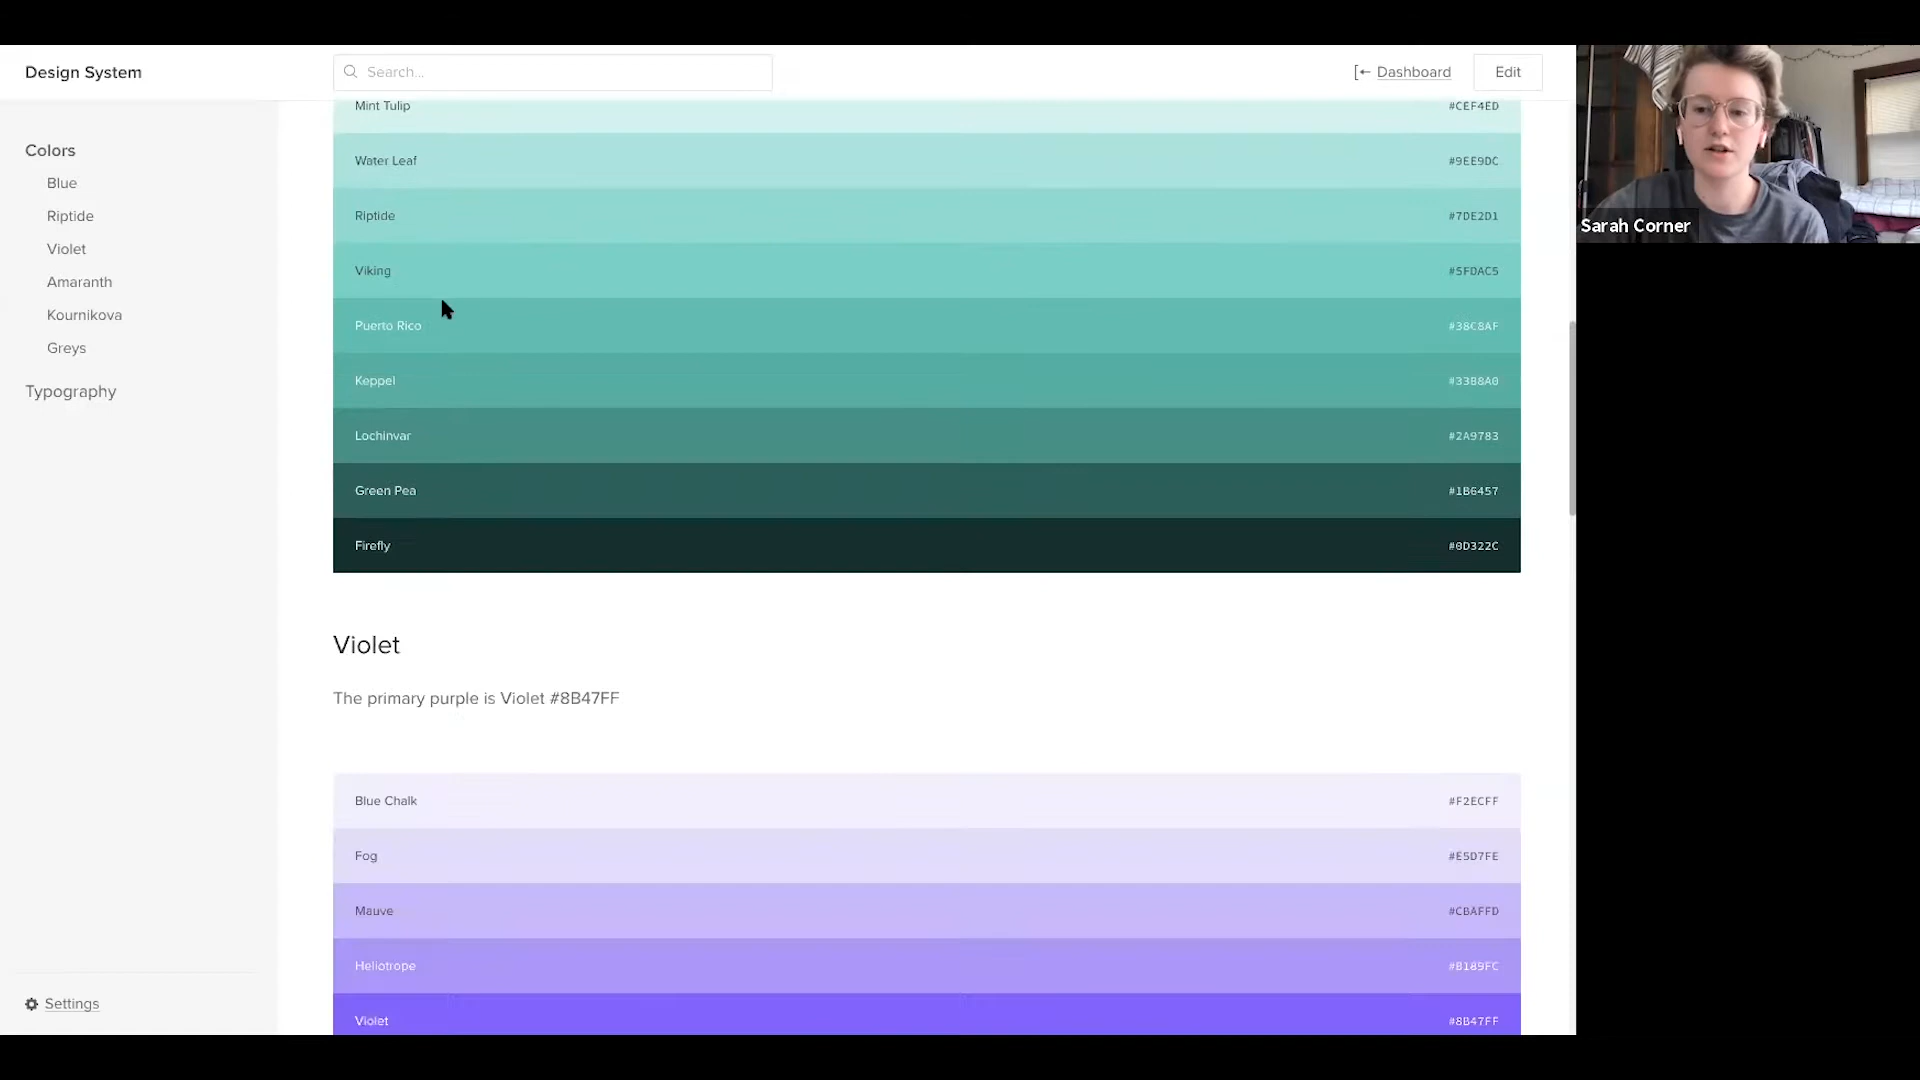 Design System
Search...
Dashboard
Edit
Colors
Blue
Riptide
Violet
Amaranth
Kournikova
Greys
Typography
Settings
Mint Tulip #CEF4ED
Water Leaf #9EE9DC
Riptide #7DE2D1
Viking #5FDAC5
Puerto Rico #38C8AF
Keppel #33B8A0
Lochinvar #2A9783
Green Pea #1B6457
Firefly #0D322C
Violet
The primary purple is Violet #8B47FF
Blue Chalk #F2ECFF
Fog #E5D7FE
Mauve #CBAFFD
Heliotrope #B189FC
Violet #8B47FF
Sarah Corner